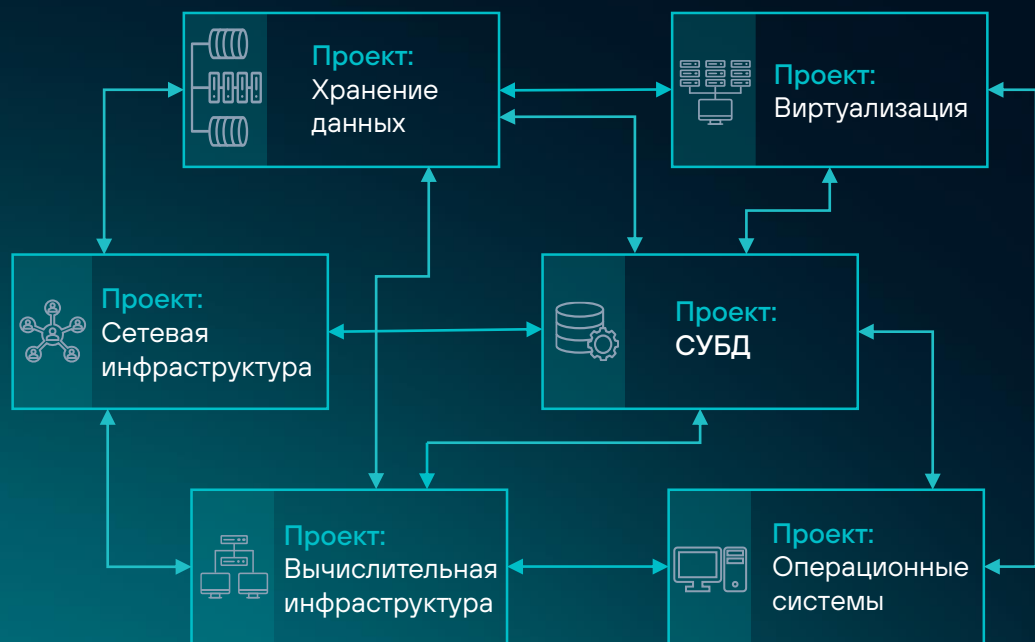 Проект:
Хранение
данных
Проект:
Виртуализация
Проект:
Сетевая
инфраструктура
Проект:
СУБД
Проект:
Вычислительная
инфраструктура
Проект:
Операционные
системы